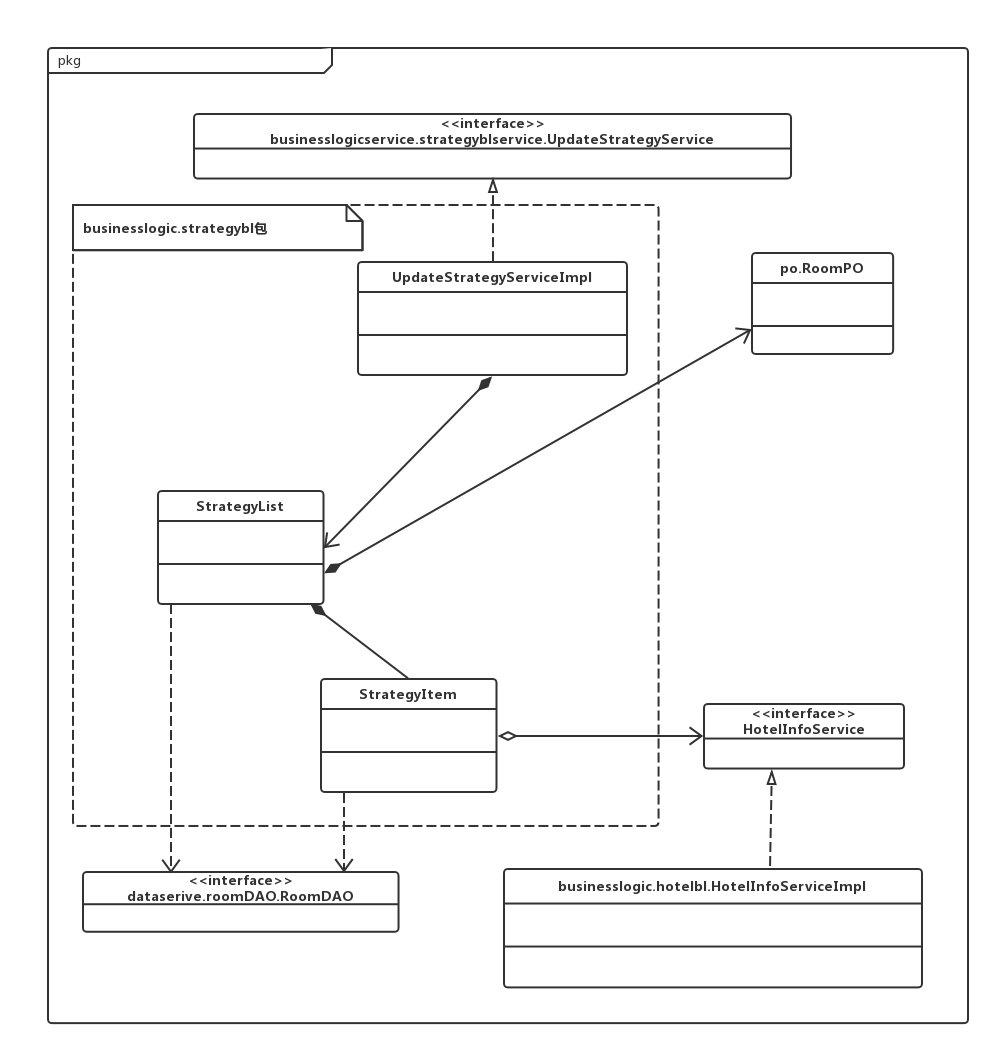 pkg
<<interface>>
businesslogicservice.strategyblservice.UpdateStrategyService
businesslogic.strategybl包
UpdateStrategyServiceImpl
po.RoomPO
StrategyList
StrategyItem
<<interface>>
HotelInfoService
<<interface>>
dataserive.roomDAO.RoomDAO
businesslogic.hotelbl.HotelInfoServiceImpl